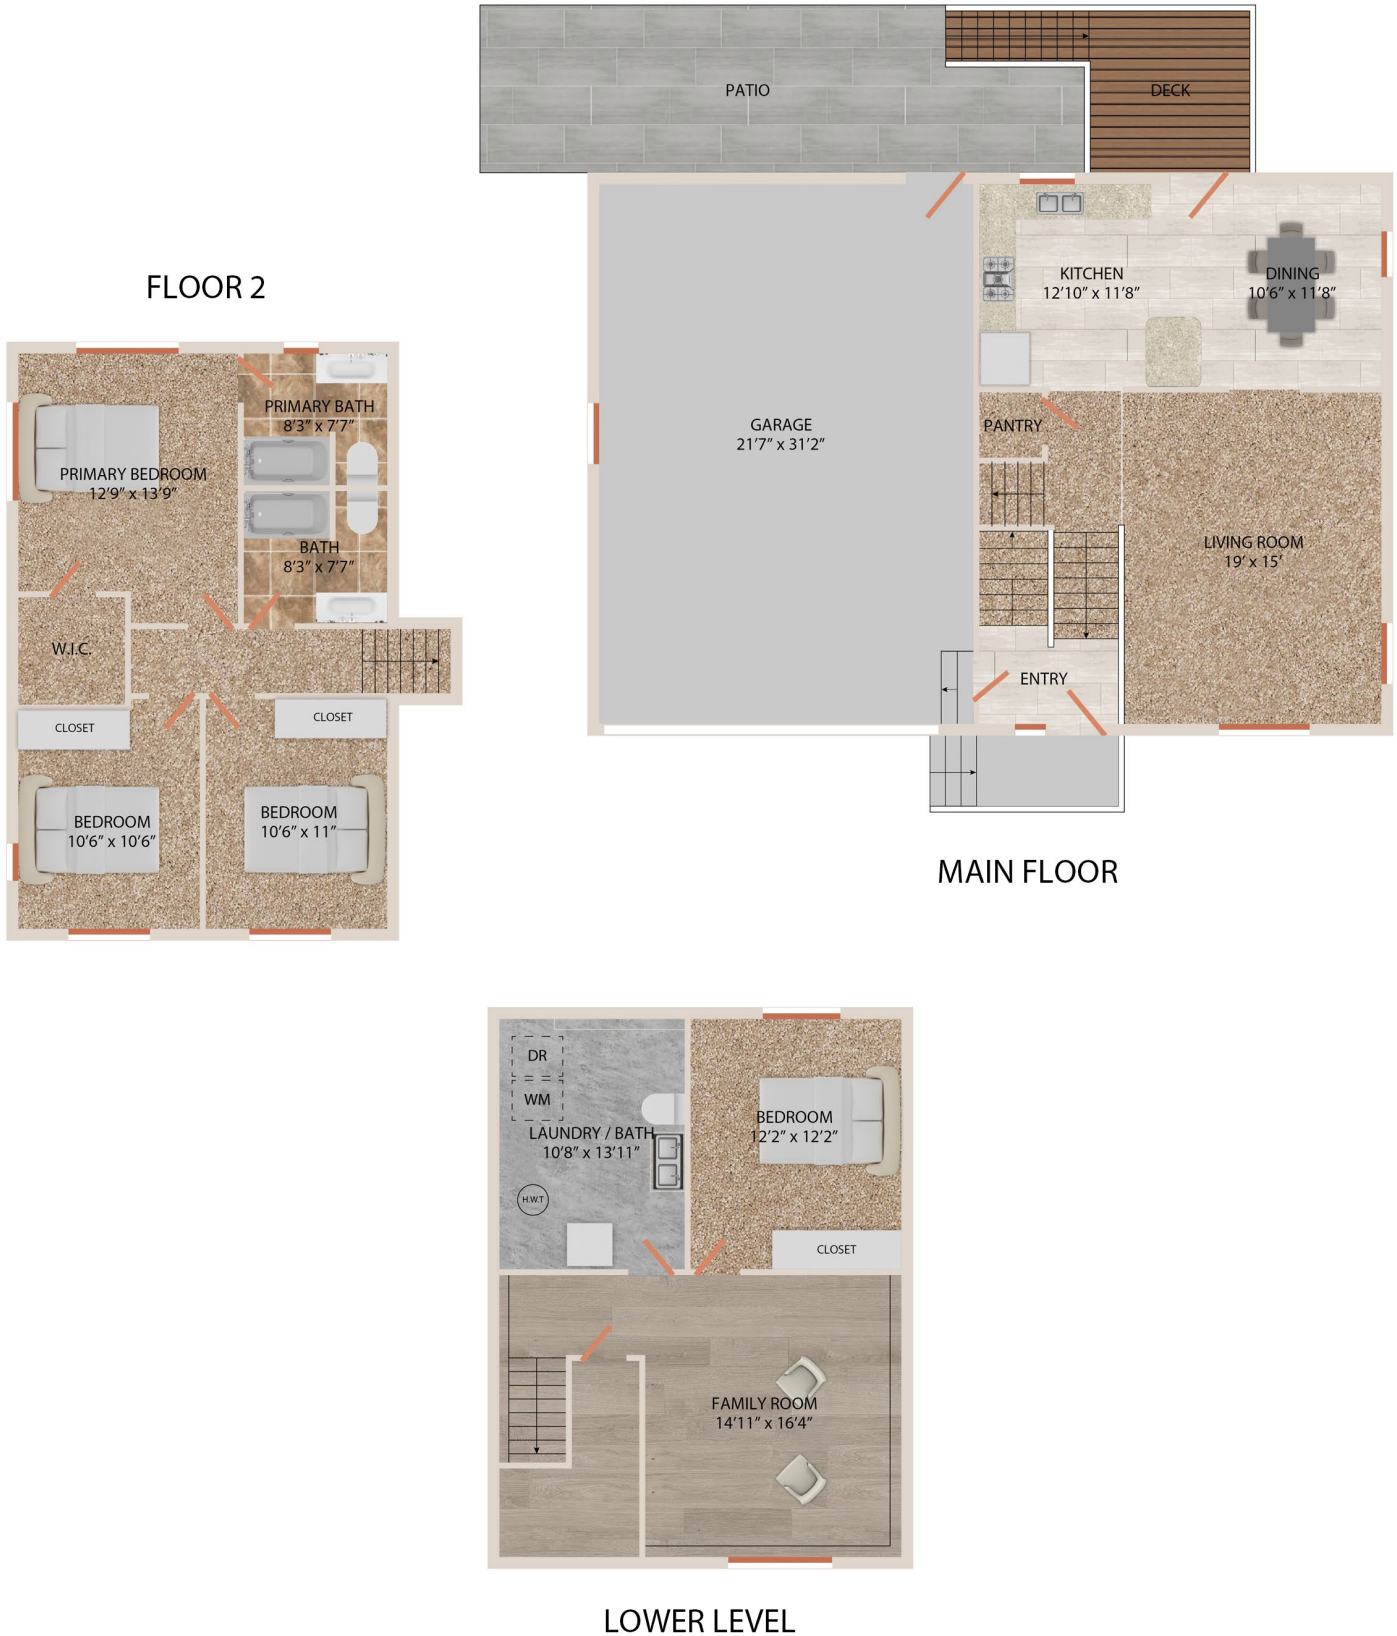 PATIO
DECK
KITCHEN
12'10" x 11'8"
DINING
10'6" x 11'8"
GARAGE
21'7" x 31'2"
PANTRY
LIVING ROOM
19' x 15'
ENTRY
MAIN FLOOR
FLOOR 2
PRIMARY BATH
8'3" x 7'7"
PRIMARY BEDROOM
12'9" x 13'9"
BATH
8'3" x 7'7"
W.I.C.
CLOSET
CLOSET
BEDROOM
10'6" x 10'6"
BEDROOM
10'6" x 11"
DR
WM
LAUNDRY / BATH
10'8" x 13'11"
H.W.T
BEDROOM
12'2" x 12'2"
CLOSET
FAMILY ROOM
14'11" x 16'4"
LOWER LEVEL